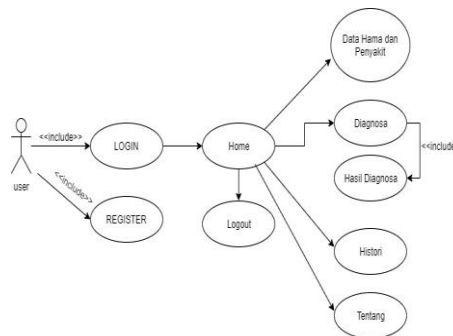 Data Hama dan
Penyakit
<<include>>
LOGIN
Home
Diagnosa
<<include
user
<<include>>
REGISTER
Hasil Diagnosa
Logout
Histori
Tentang